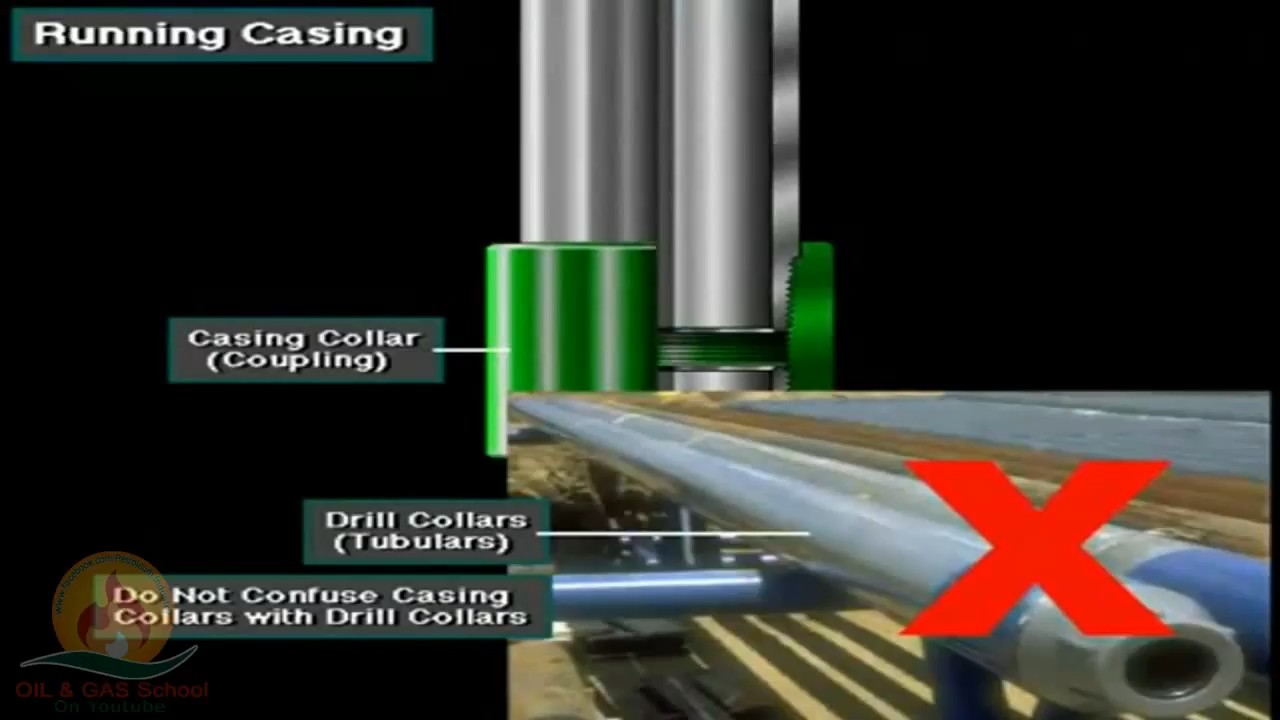 Running Casing
Casing Collar
(Coupling)
Drill Collars
(Tubulars)
Do Not Confuse Casing
Collars with Drill Collars
OIL & GAS School
On Youtube